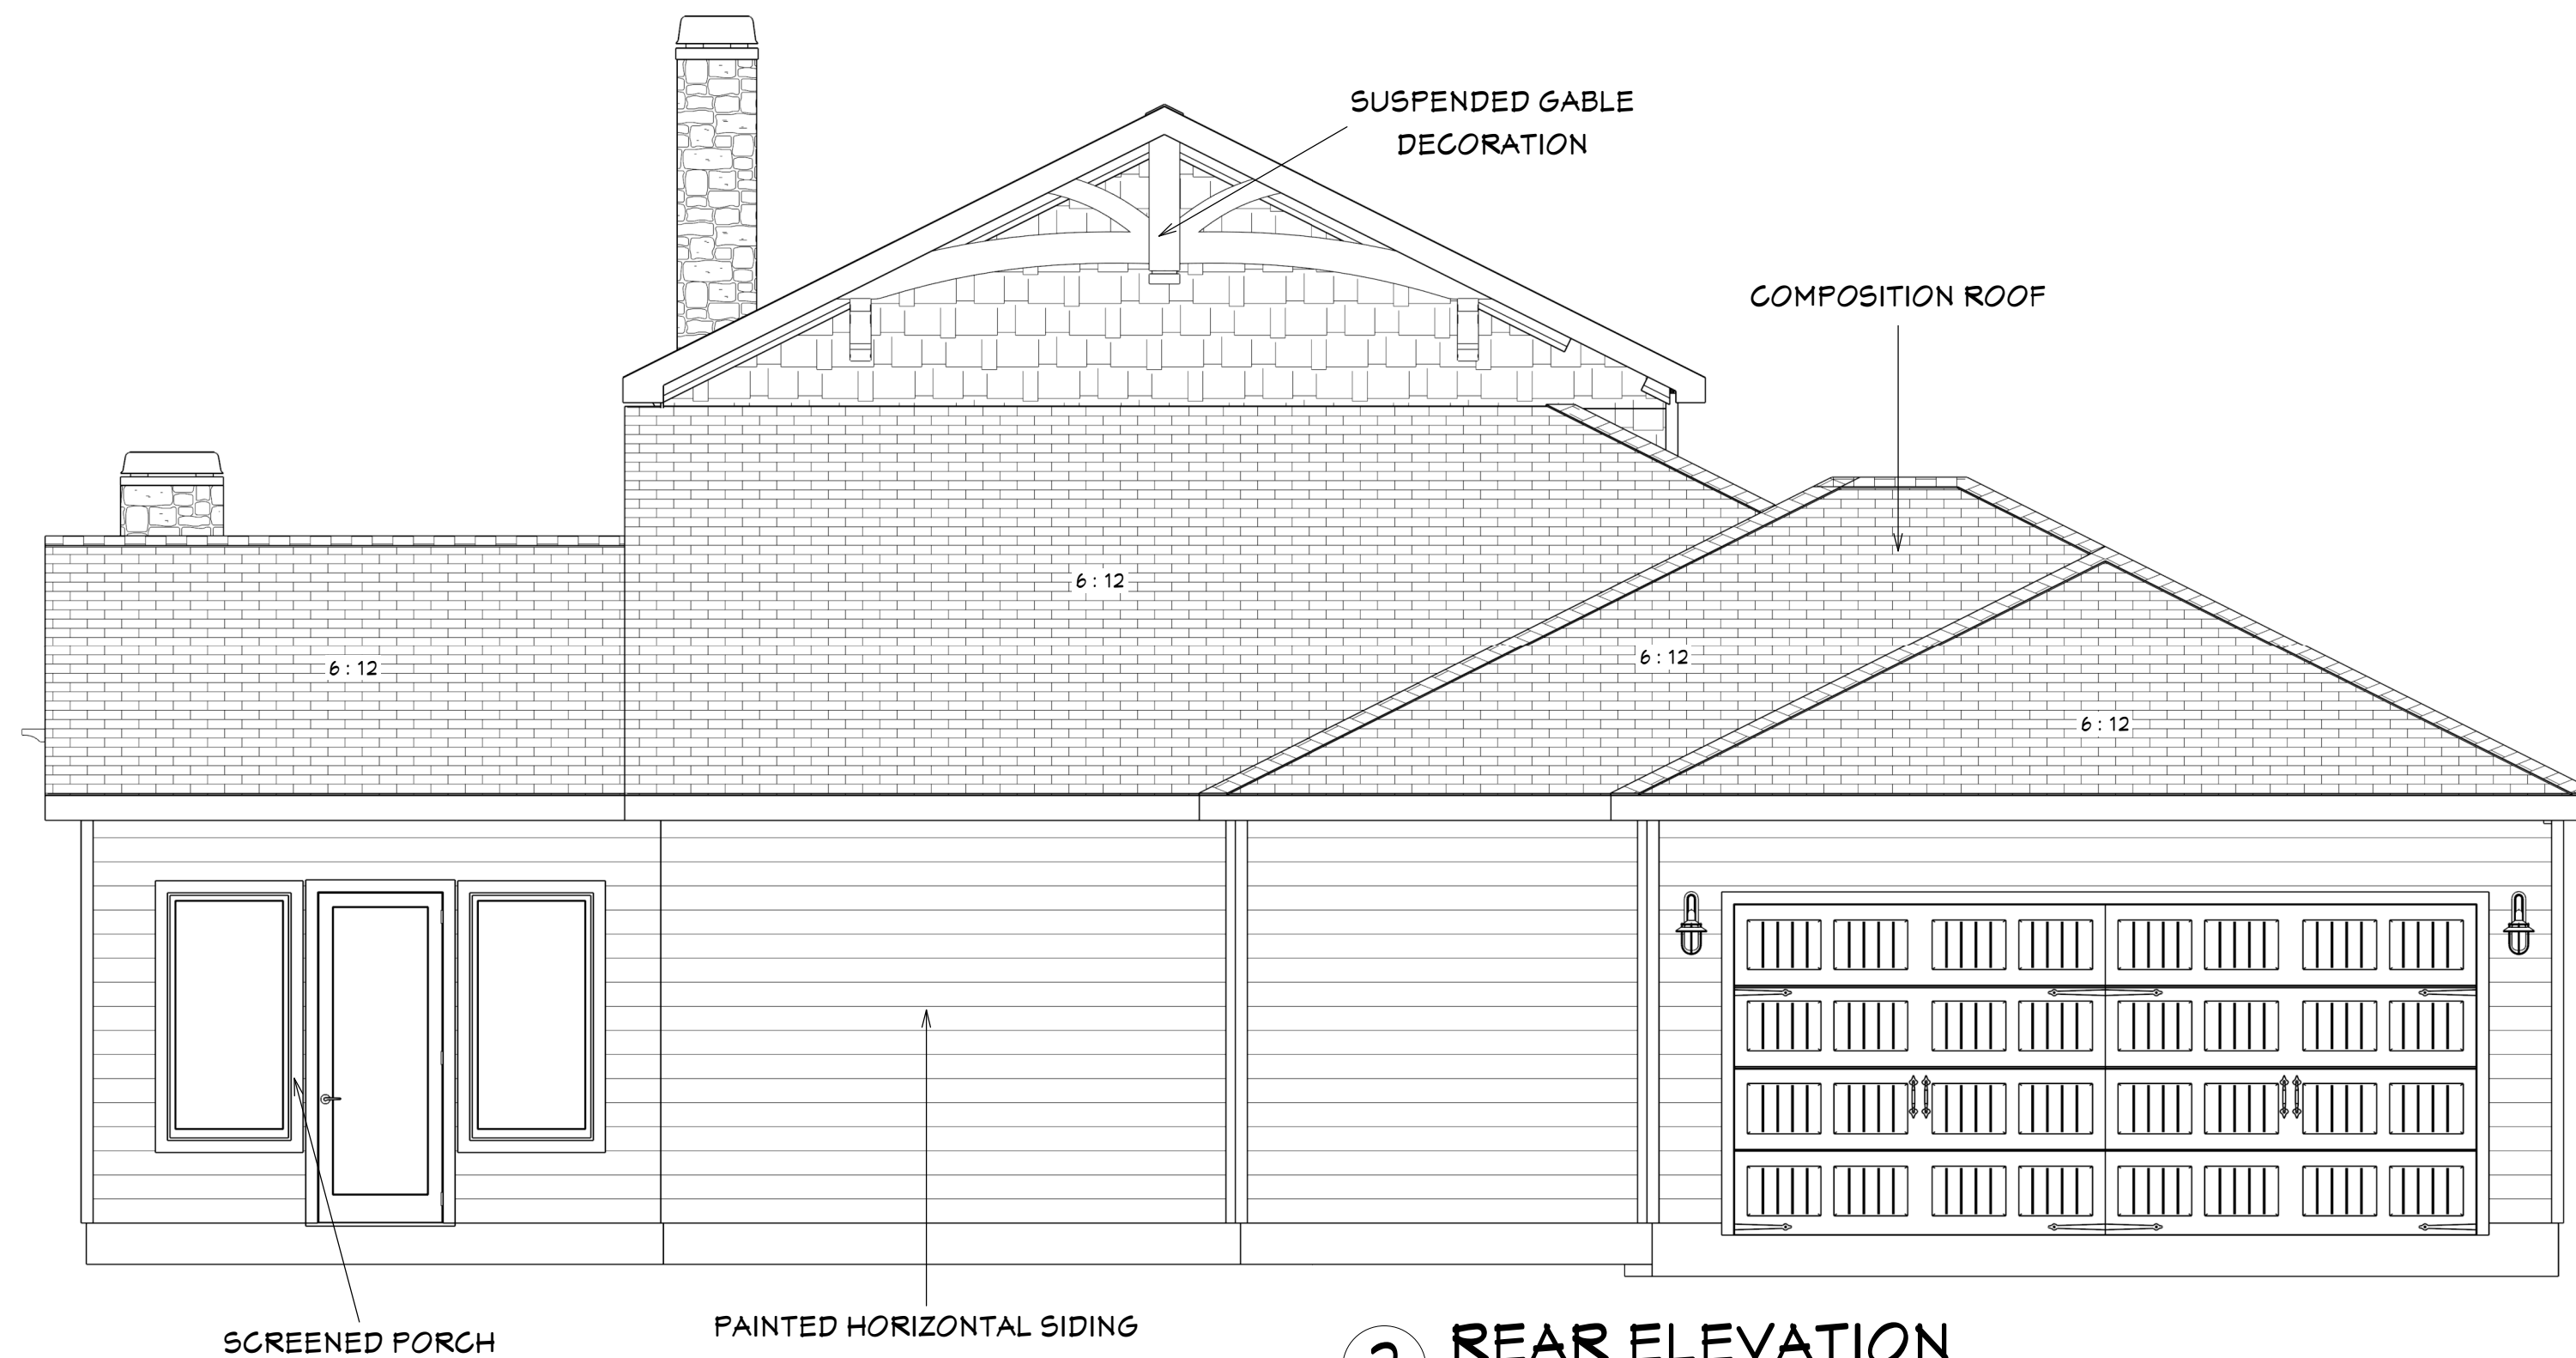 SUSPENDED GABLE
DECORATION
COMPOSITION ROOF
6 : 12
6 : 12
6 : 12
6 : 12
SCREENED PORCH
PAINTED HORIZONTAL SIDING
REAR ELEVATION